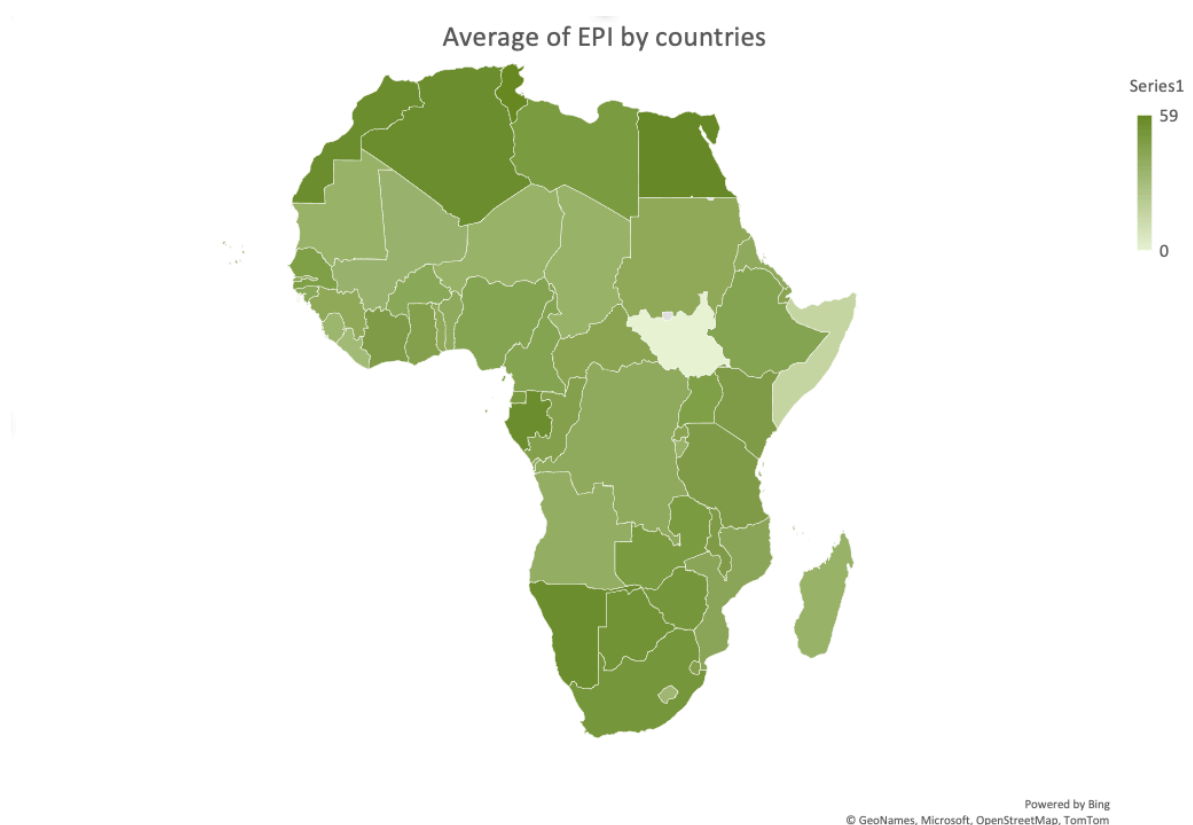 Average of EPI by countries
Series1
59
0
Powered by Bing
© GeoNames, Microsoft, OpenStreetMap, TomTom